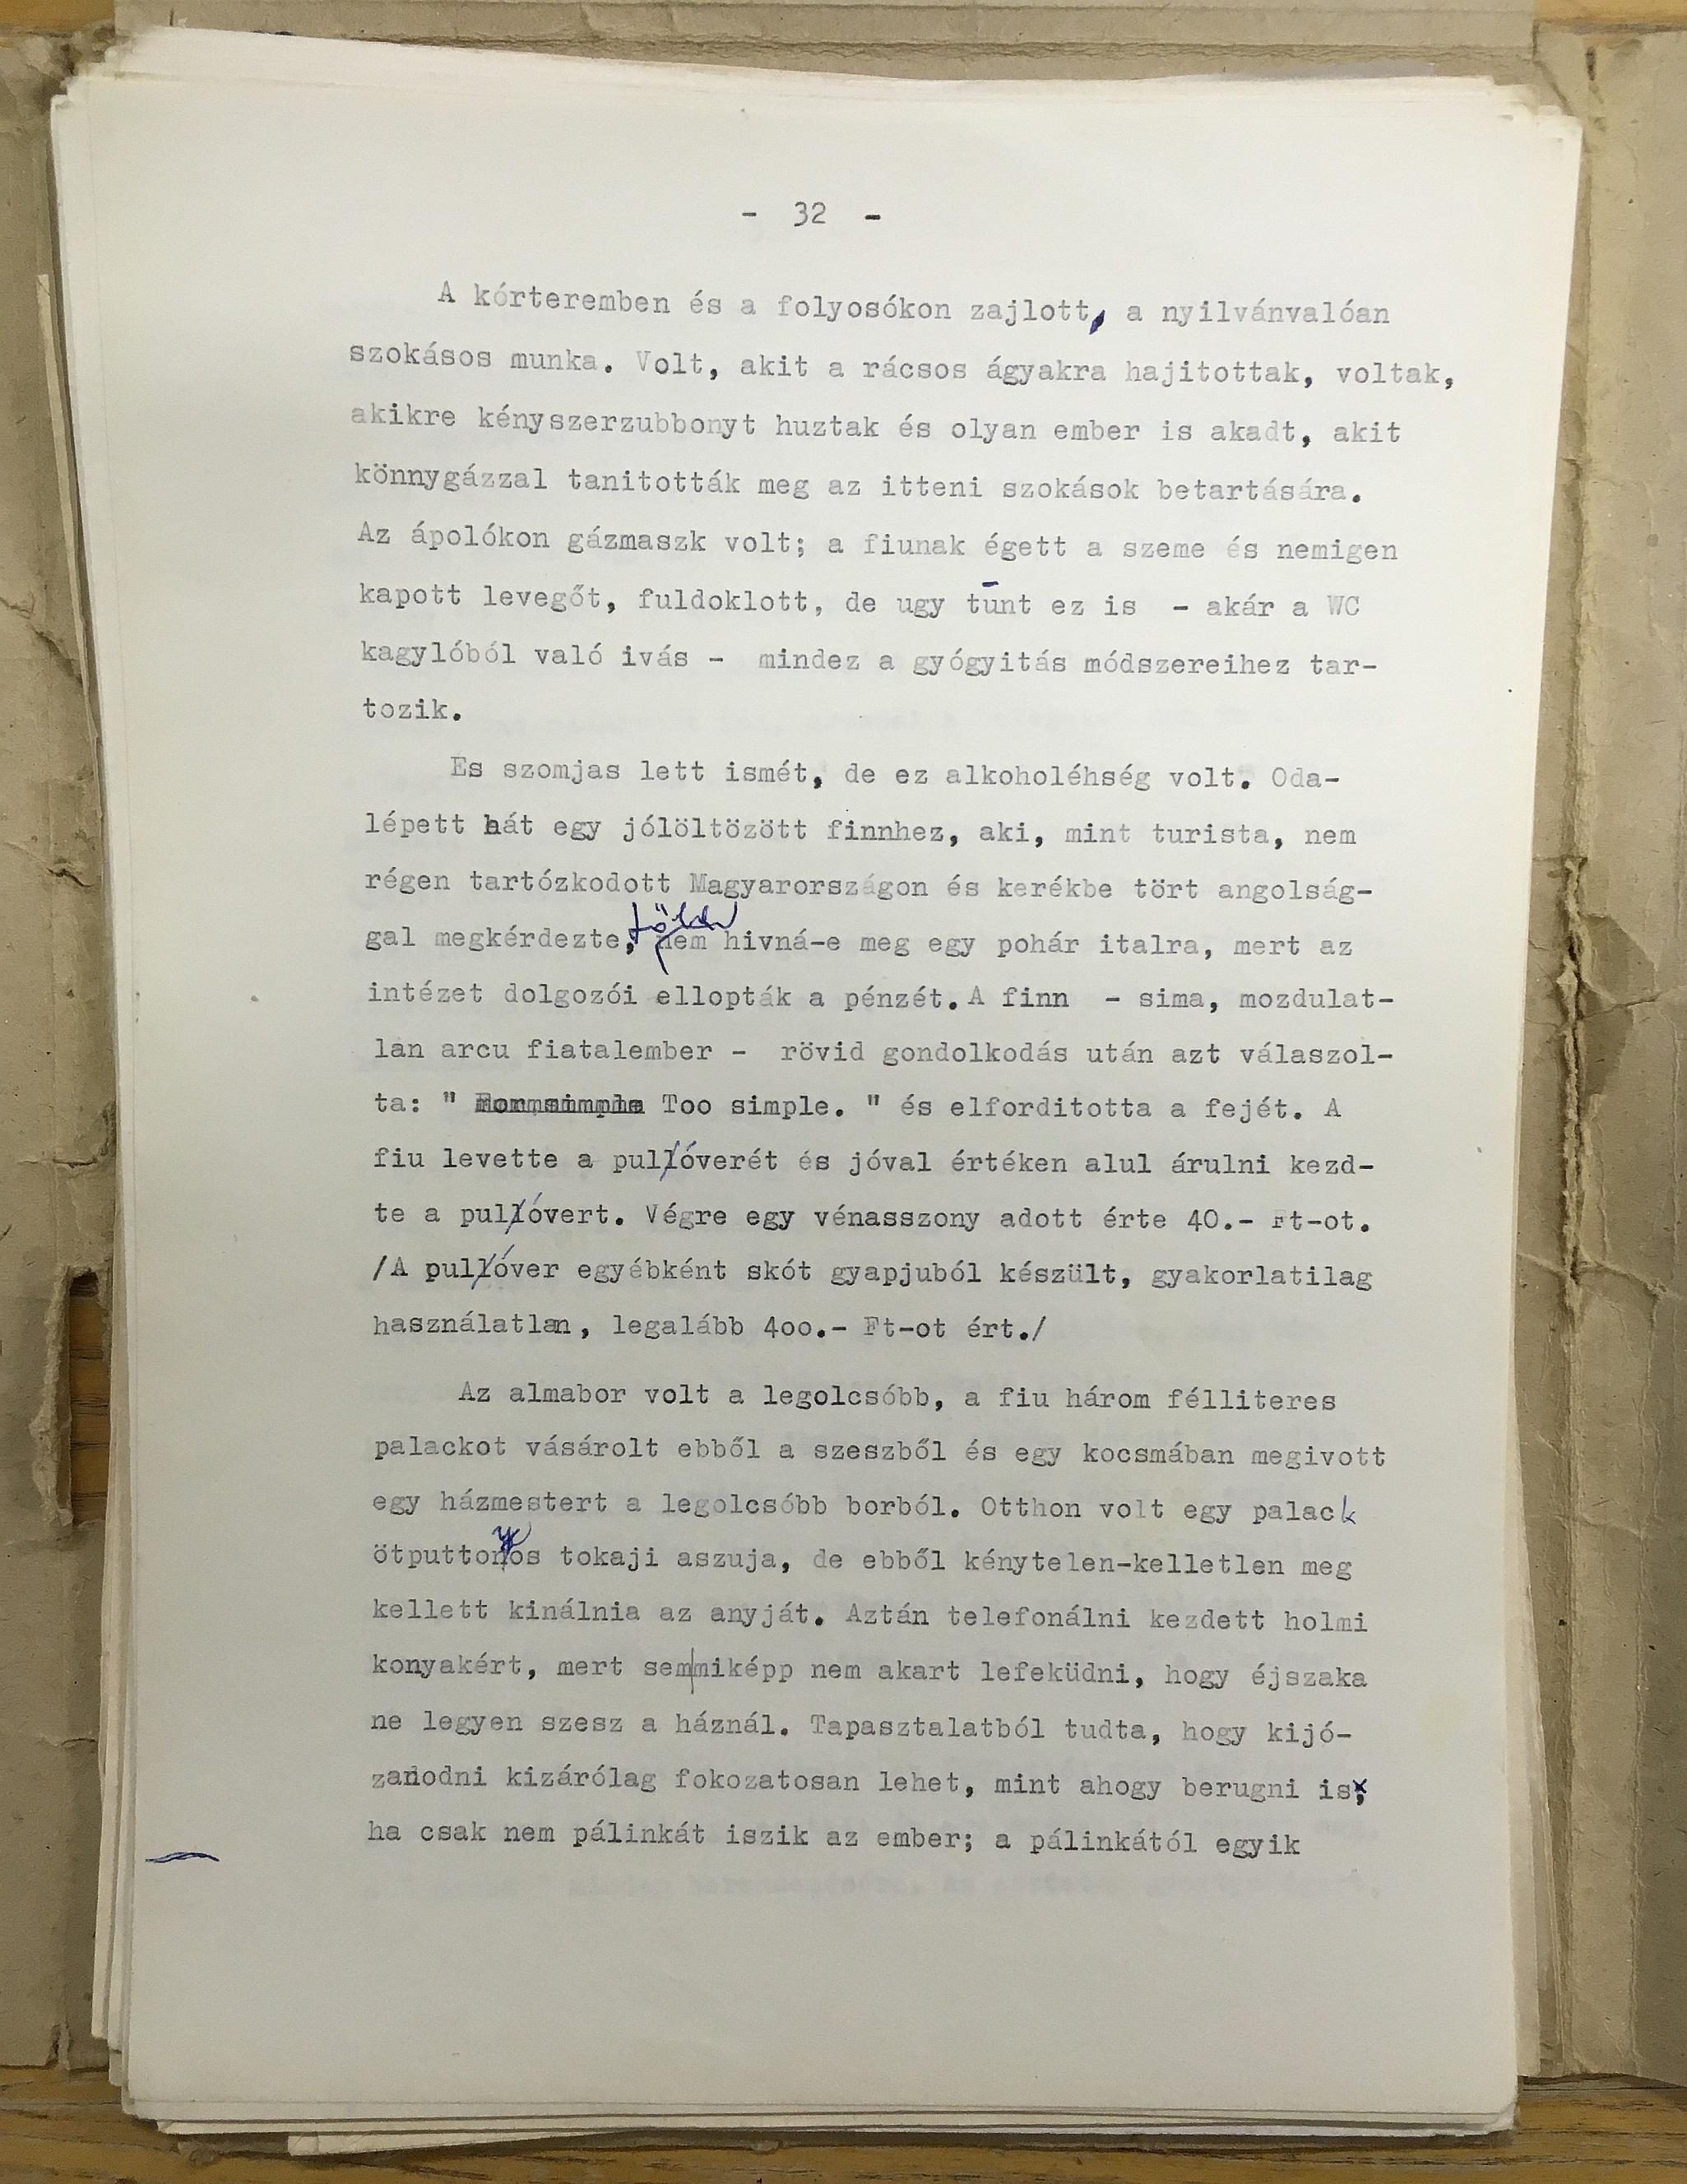 - 32 -
A kórteremben és a folyosókon zajlott, a nyilvánvalóan
szokásos munka. Volt, akit a rácsos ágyakra hajitottak, voltak,
akikre kényszerzubbonyt huztak és olyan ember is akadt, akit
könnygázzal tanitották meg az itteni szokások betartására.
Az ápolókon gázmaszk volt; a fiunak égett a szeme és nemigen
kapott levegőt, fuldoklott, de ugy tūnt ez is - akár a WC
kagylóból való ivás - mindez a gyógyitás módszereihez tar-
tozik.
Es szomjas lett ismét, de ez alkoholéhség volt. Oda-
lépett hát egy jólöltözött finnhez, aki, mint turista, nem
régen tartózkodott Magyarországon és kerékbe tört angolság-
gal megkérdezte, nem hivná-e meg egy pohár italra, mert az
intézet dolgozói ellopták a pénzét. A finn - sima, mozdulat-
lan arcu fiatalember - rövid gondolkodás után azt válaszol-
ta: " Too simple. " és elforditotta a fejét. A
fiu levette a pullóverét és jóval értéken alul árulni kezd-
te a pullóvert. Végre egy vénasszony adott érte 40.- Ft-ot.
/A pullóver egyébként skót gyapjuból készült, gyakorlatilag
használatlan, legalább 4oo.- Ft-ot ért./
Az almabor volt a legolcsóbb, a fiu három félliteres
palackot vásárolt ebből a szeszből és egy kocsmában megivott
egy házmestert a legolcsóbb borból. Otthon volt egy palack
ötputtonyos tokaji aszuja, de ebből kénytelen-kelletlen meg
kellett kinálnia az anyját. Aztán telefonálni kezdett holmi
konyakért, mert semmiképp nem akart lefeküdni, hogy éjszaka
ne legyen szesz a háznál. Tapasztalatból tudta, hogy kijó-
zanodni kizárólag fokozatosan lehet, mint ahogy berugni is,
ha csak nem pálinkát iszik az ember; a pálinkától egyik